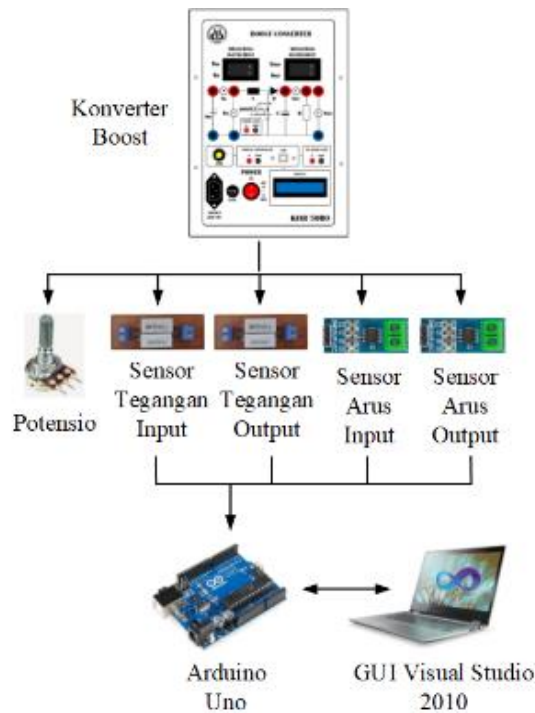 BOOST CONVERTER
Konverter
Boost
POWER
Potensio
Sensor
Tegangan
Input
Sensor
Tegangan
Output
Sensor
Arus
Input
Sensor
Arus
Output
Arduino
Uno
GUI Visual Studio
2010